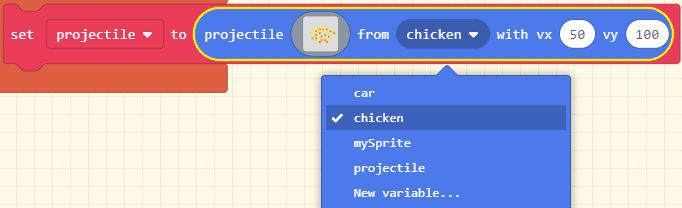 set projectile to projectile from chicken with vx 50 vy 100
car
chicken
mySprite
projectile
New variable...